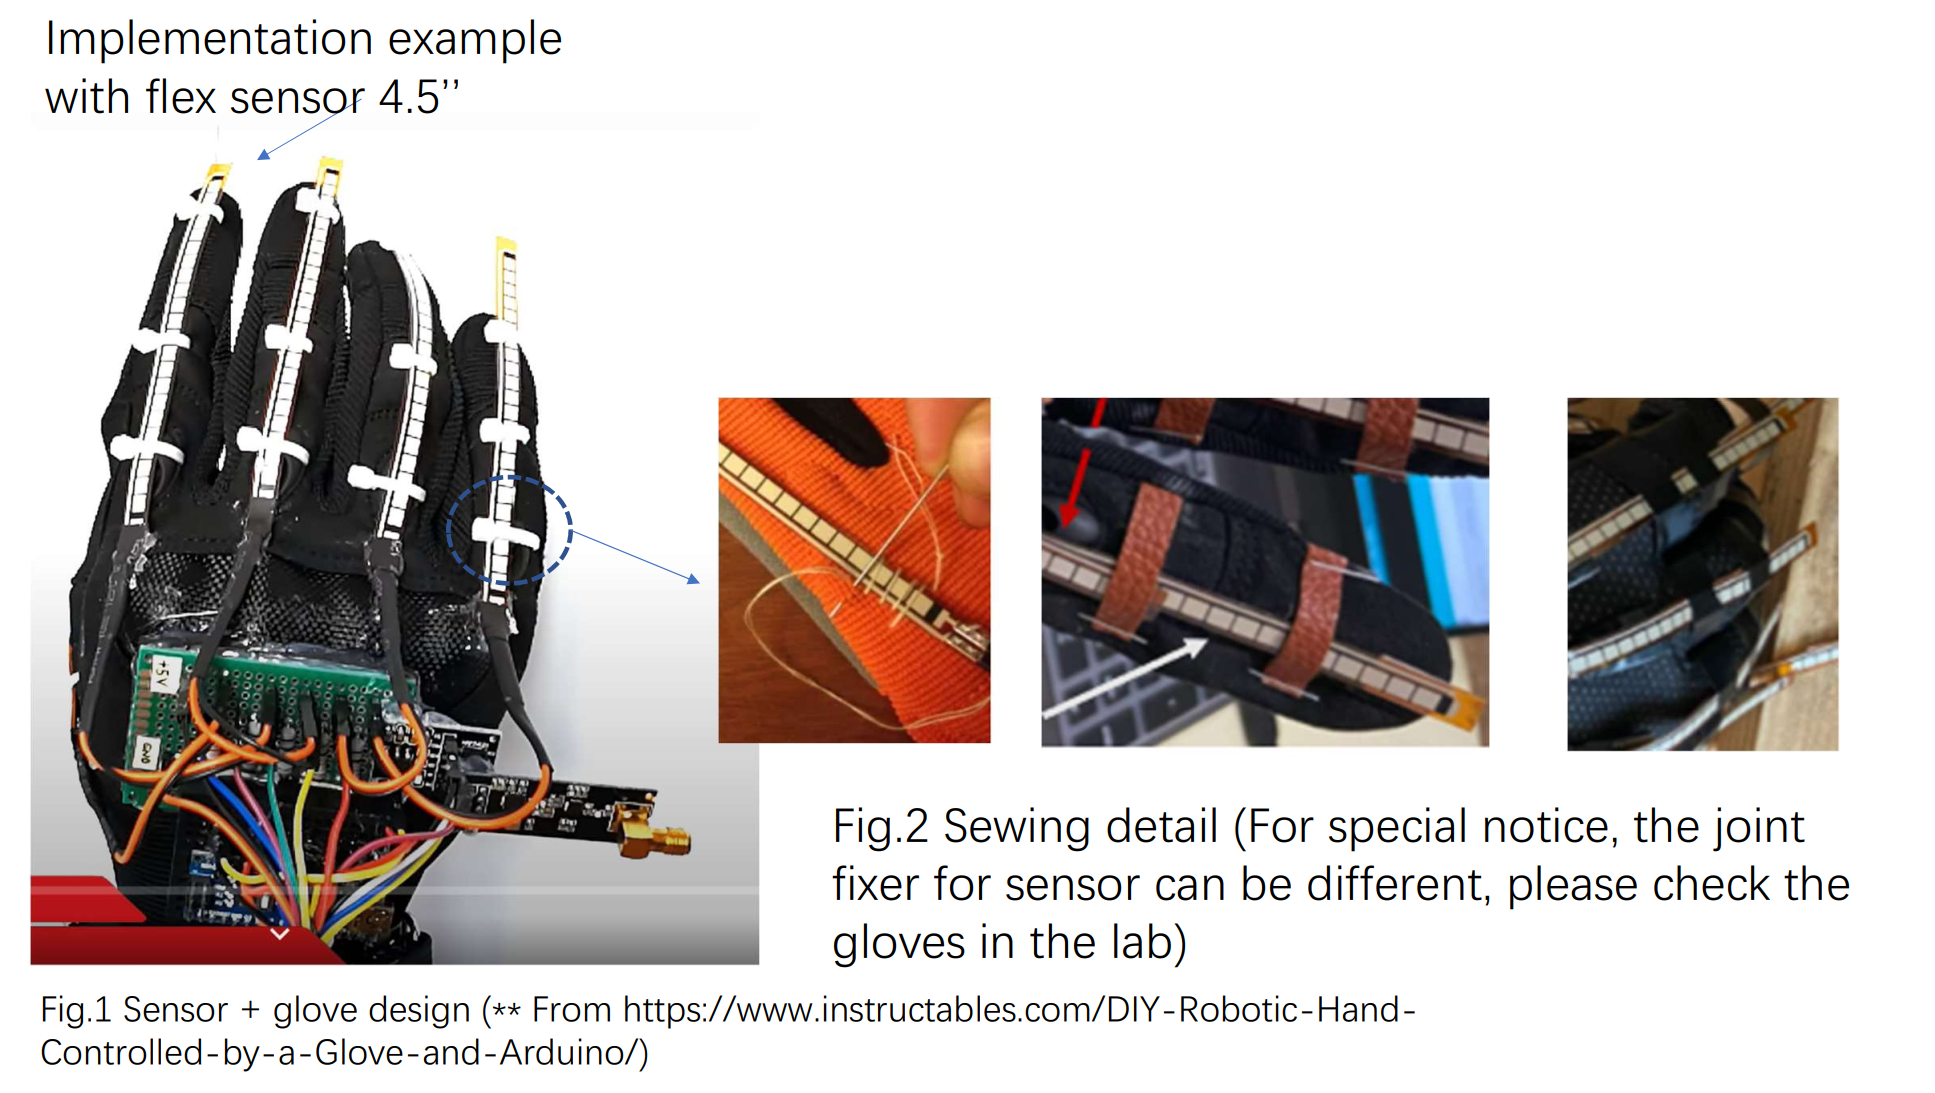 Implementation example
with flex sensor 4.5’’
+5V
GND
Fig.2 Sewing detail (For special notice, the joint
fixer for sensor can be different, please check the
gloves in the lab)
Fig.1 Sensor + glove design (** From https://www.instructables.com/DIY-Robotic-Hand-
Controlled-by-a-Glove-and-Arduino/)